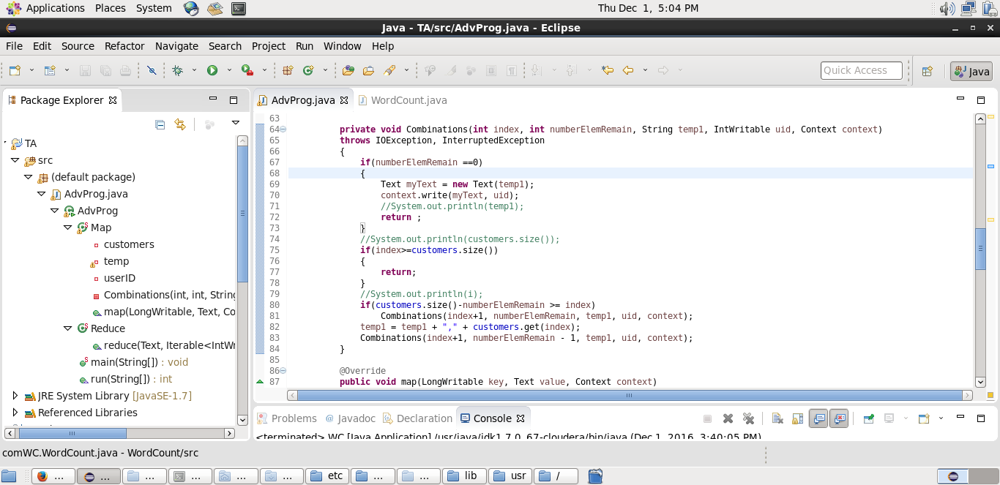 Applications Places System Thu Dec 1, 5:04 PM
Java - TA/src/AdvProg.java - Eclipse
File Edit Source Refactor Navigate Search Project Run Window Help
Quick Access Java
Package Explorer
AdvProg.java WordCount.java
TA
src
(default package)
AdvProg.java
AdvProg
Map
customers
temp
userID
Combinations(int, int, String
map(LongWritable, Text, Co
Reduce
reduce(Text, Iterable<IntWr
main(String[]) : void
run(String[]) : int
JRE System Library [JavaSE-1.7]
Referenced Libraries
63
64 private void Combinations(int index, int numberElemRemain, String temp1, IntWritable uid, Context context)
65 throws IOException, InterruptedException
66 {
67 if(numberElemRemain ==0)
68 {
69 Text myText = new Text(temp1);
70 context.write(myText, uid);
71 //System.out.println(temp1);
72 return ;
73 }
74 //System.out.println(customers.size());
75 if(index>=customers.size())
76 {
77 return;
78 }
79 //System.out.println(i);
80 if(customers.size()-numberElemRemain >= index)
81 Combinations(index+1, numberElemRemain, temp1, uid, context);
82 temp1 = temp1 + "," + customers.get(index);
83 Combinations(index+1, numberElemRemain - 1, temp1, uid, context);
84 }
85
86 @Override
87 public void map(LongWritable key, Text value, Context context)
Problems Javadoc Declaration Console
<terminated> WC [Java Application] /usr/java/jdk1.7.0_67-cloudera/bin/java (Dec 1, 2016, 3:40:05 PM)
comWC.WordCount.java - WordCount/src
... ... ... ... ... ... etc ... ... lib usr /